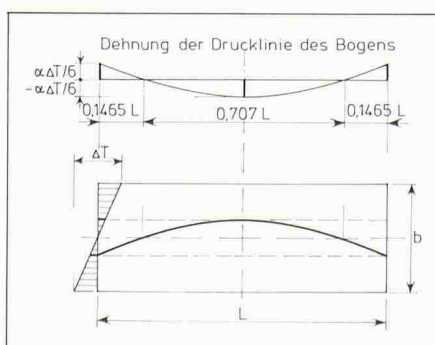 Dehnung der Drucklinie des Bogens
αΔT/6
-αΔT/6
0,1465 L
0,707 L
0,1465 L
ΔT
b
L